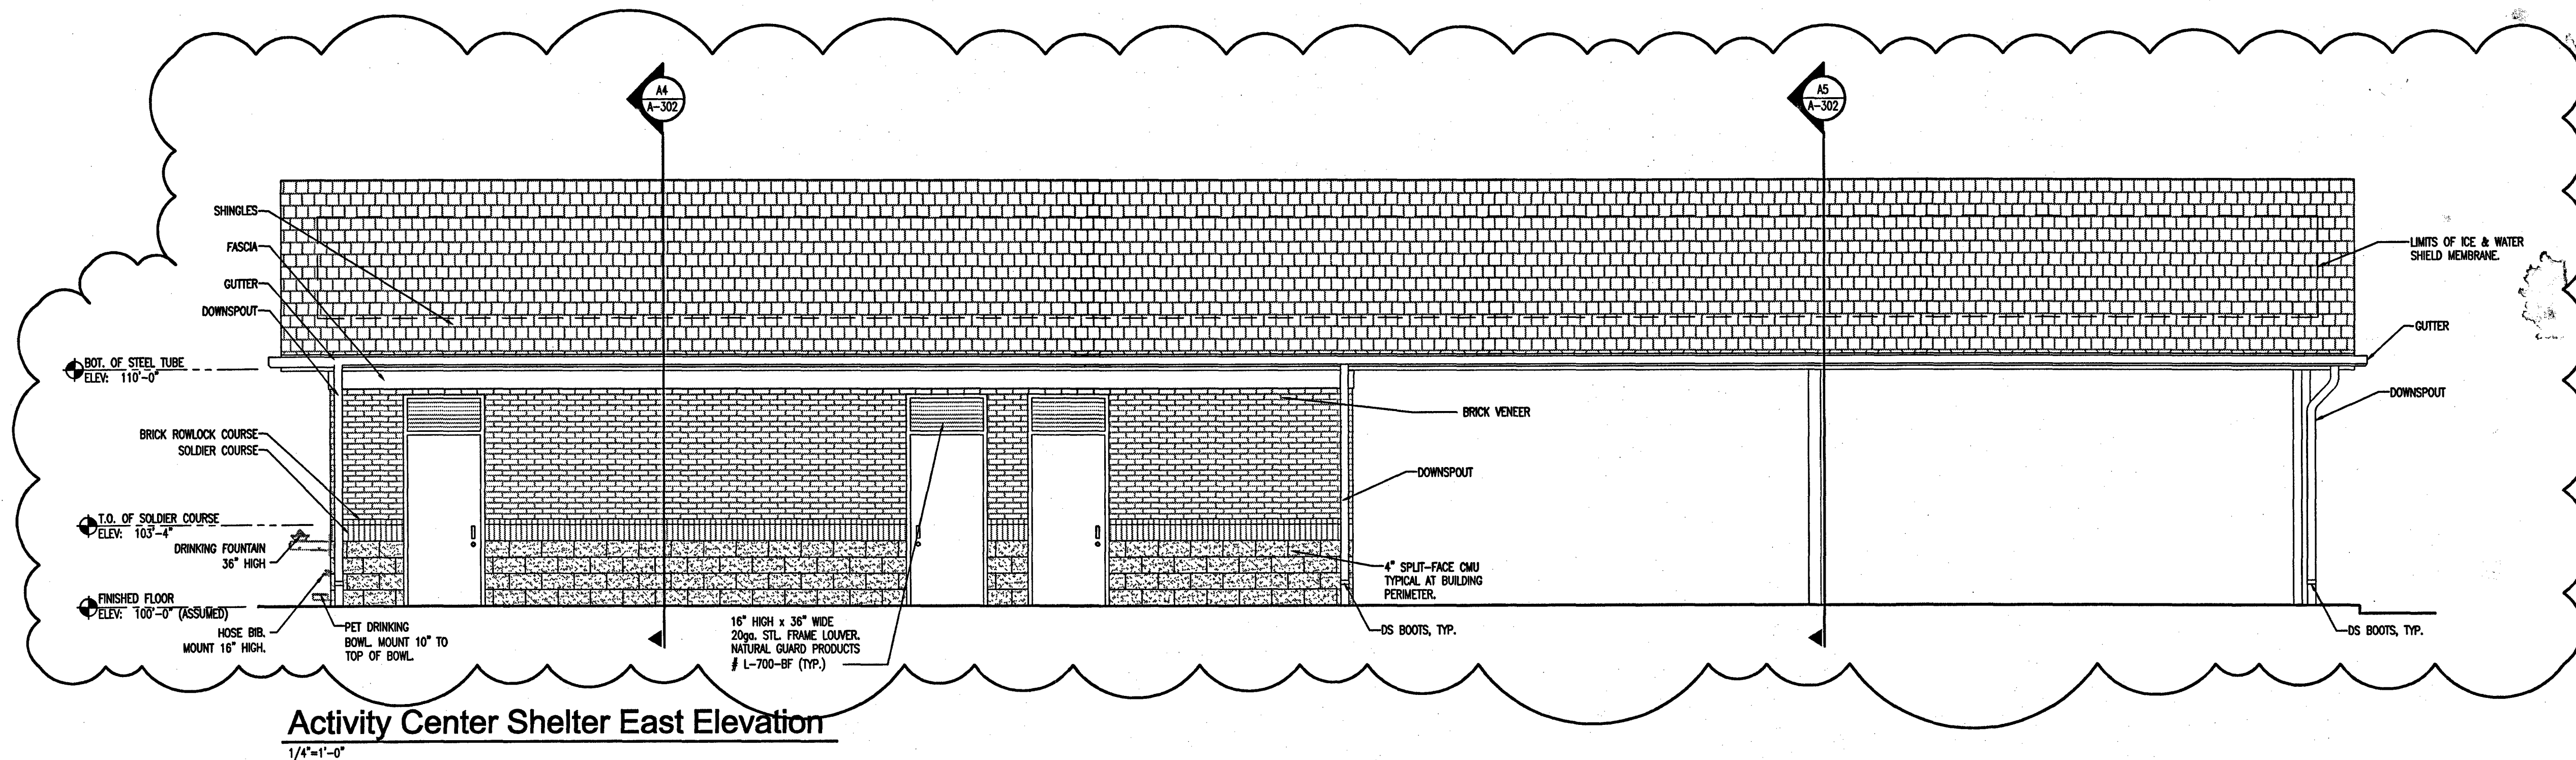 A4
A-302
A5
A-302
SHINGLES
FASCIA
GUTTER
DOWNSPOUT
LIMITS OF ICE & WATER
SHIELD MEMBRANE.
GUTTER
DOWNSPOUT
BOT. OF STEEL TUBE
ELEV: 110'-0"
BRICK VENEER
BRICK ROWLOCK COURSE
SOLDIER COURSE
DOWNSPOUT
T.O. OF SOLDIER COURSE
ELEV: 103'-4"
DRINKING FOUNTAIN
36" HIGH
4" SPLIT-FACE CMU
TYPICAL AT BUILDING
PERIMETER.
FINISHED FLOOR
ELEV: 100'-0" (ASSUMED)
HOSE BIB.
MOUNT 16" HIGH.
PET DRINKING
BOWL. MOUNT 10" TO
TOP OF BOWL.
16" HIGH x 36" WIDE
20ga. STL. FRAME LOUVER.
NATURAL GUARD PRODUCTS
# L-700-BF (TYP.)
DS BOOTS, TYP.
DS BOOTS, TYP.
Activity Center Shelter East Elevation
1/4"=1'-0"